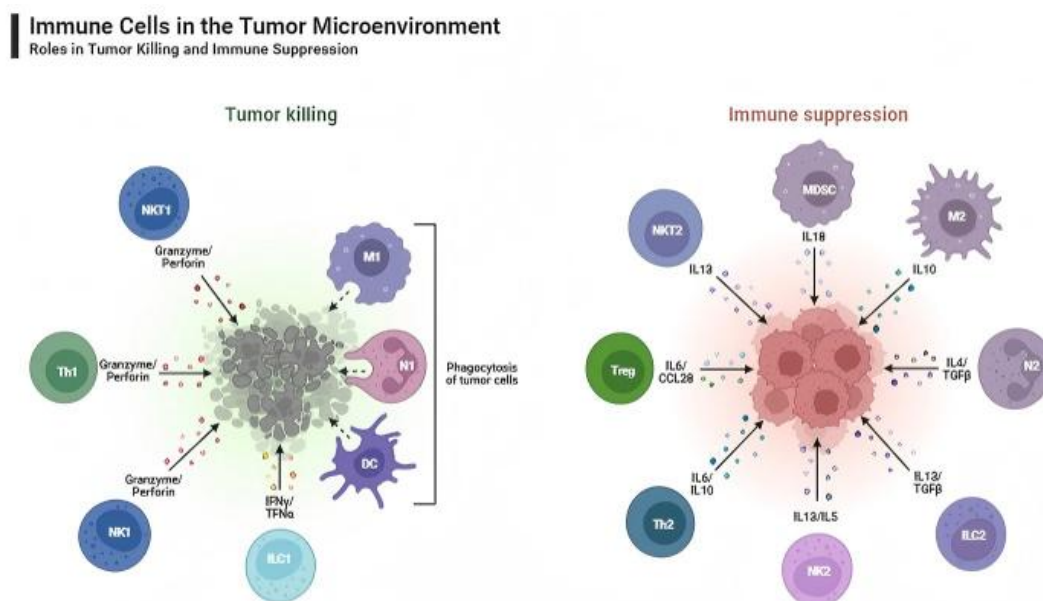 Immune Cells in the Tumor Microenvironment
Roles in Tumor Killing and Immune Suppression
Tumor killing
NKT1
Granzyme/
Perforin
M1
Th1
Granzyme/
Perforin
N1
Phagocytosis
of tumor cells
Granzyme/
Perforin
DC
NK1
IFNγ/
TFNα
ILC1
Immune suppression
MDSC
IL18
NKT2
IL13
M2
IL10
Treg
IL6/
CCL28
IL4/
TGFβ
N2
IL6/
IL10
Th2
IL13/IL5
NK2
IL13/
TGFβ
ILC2